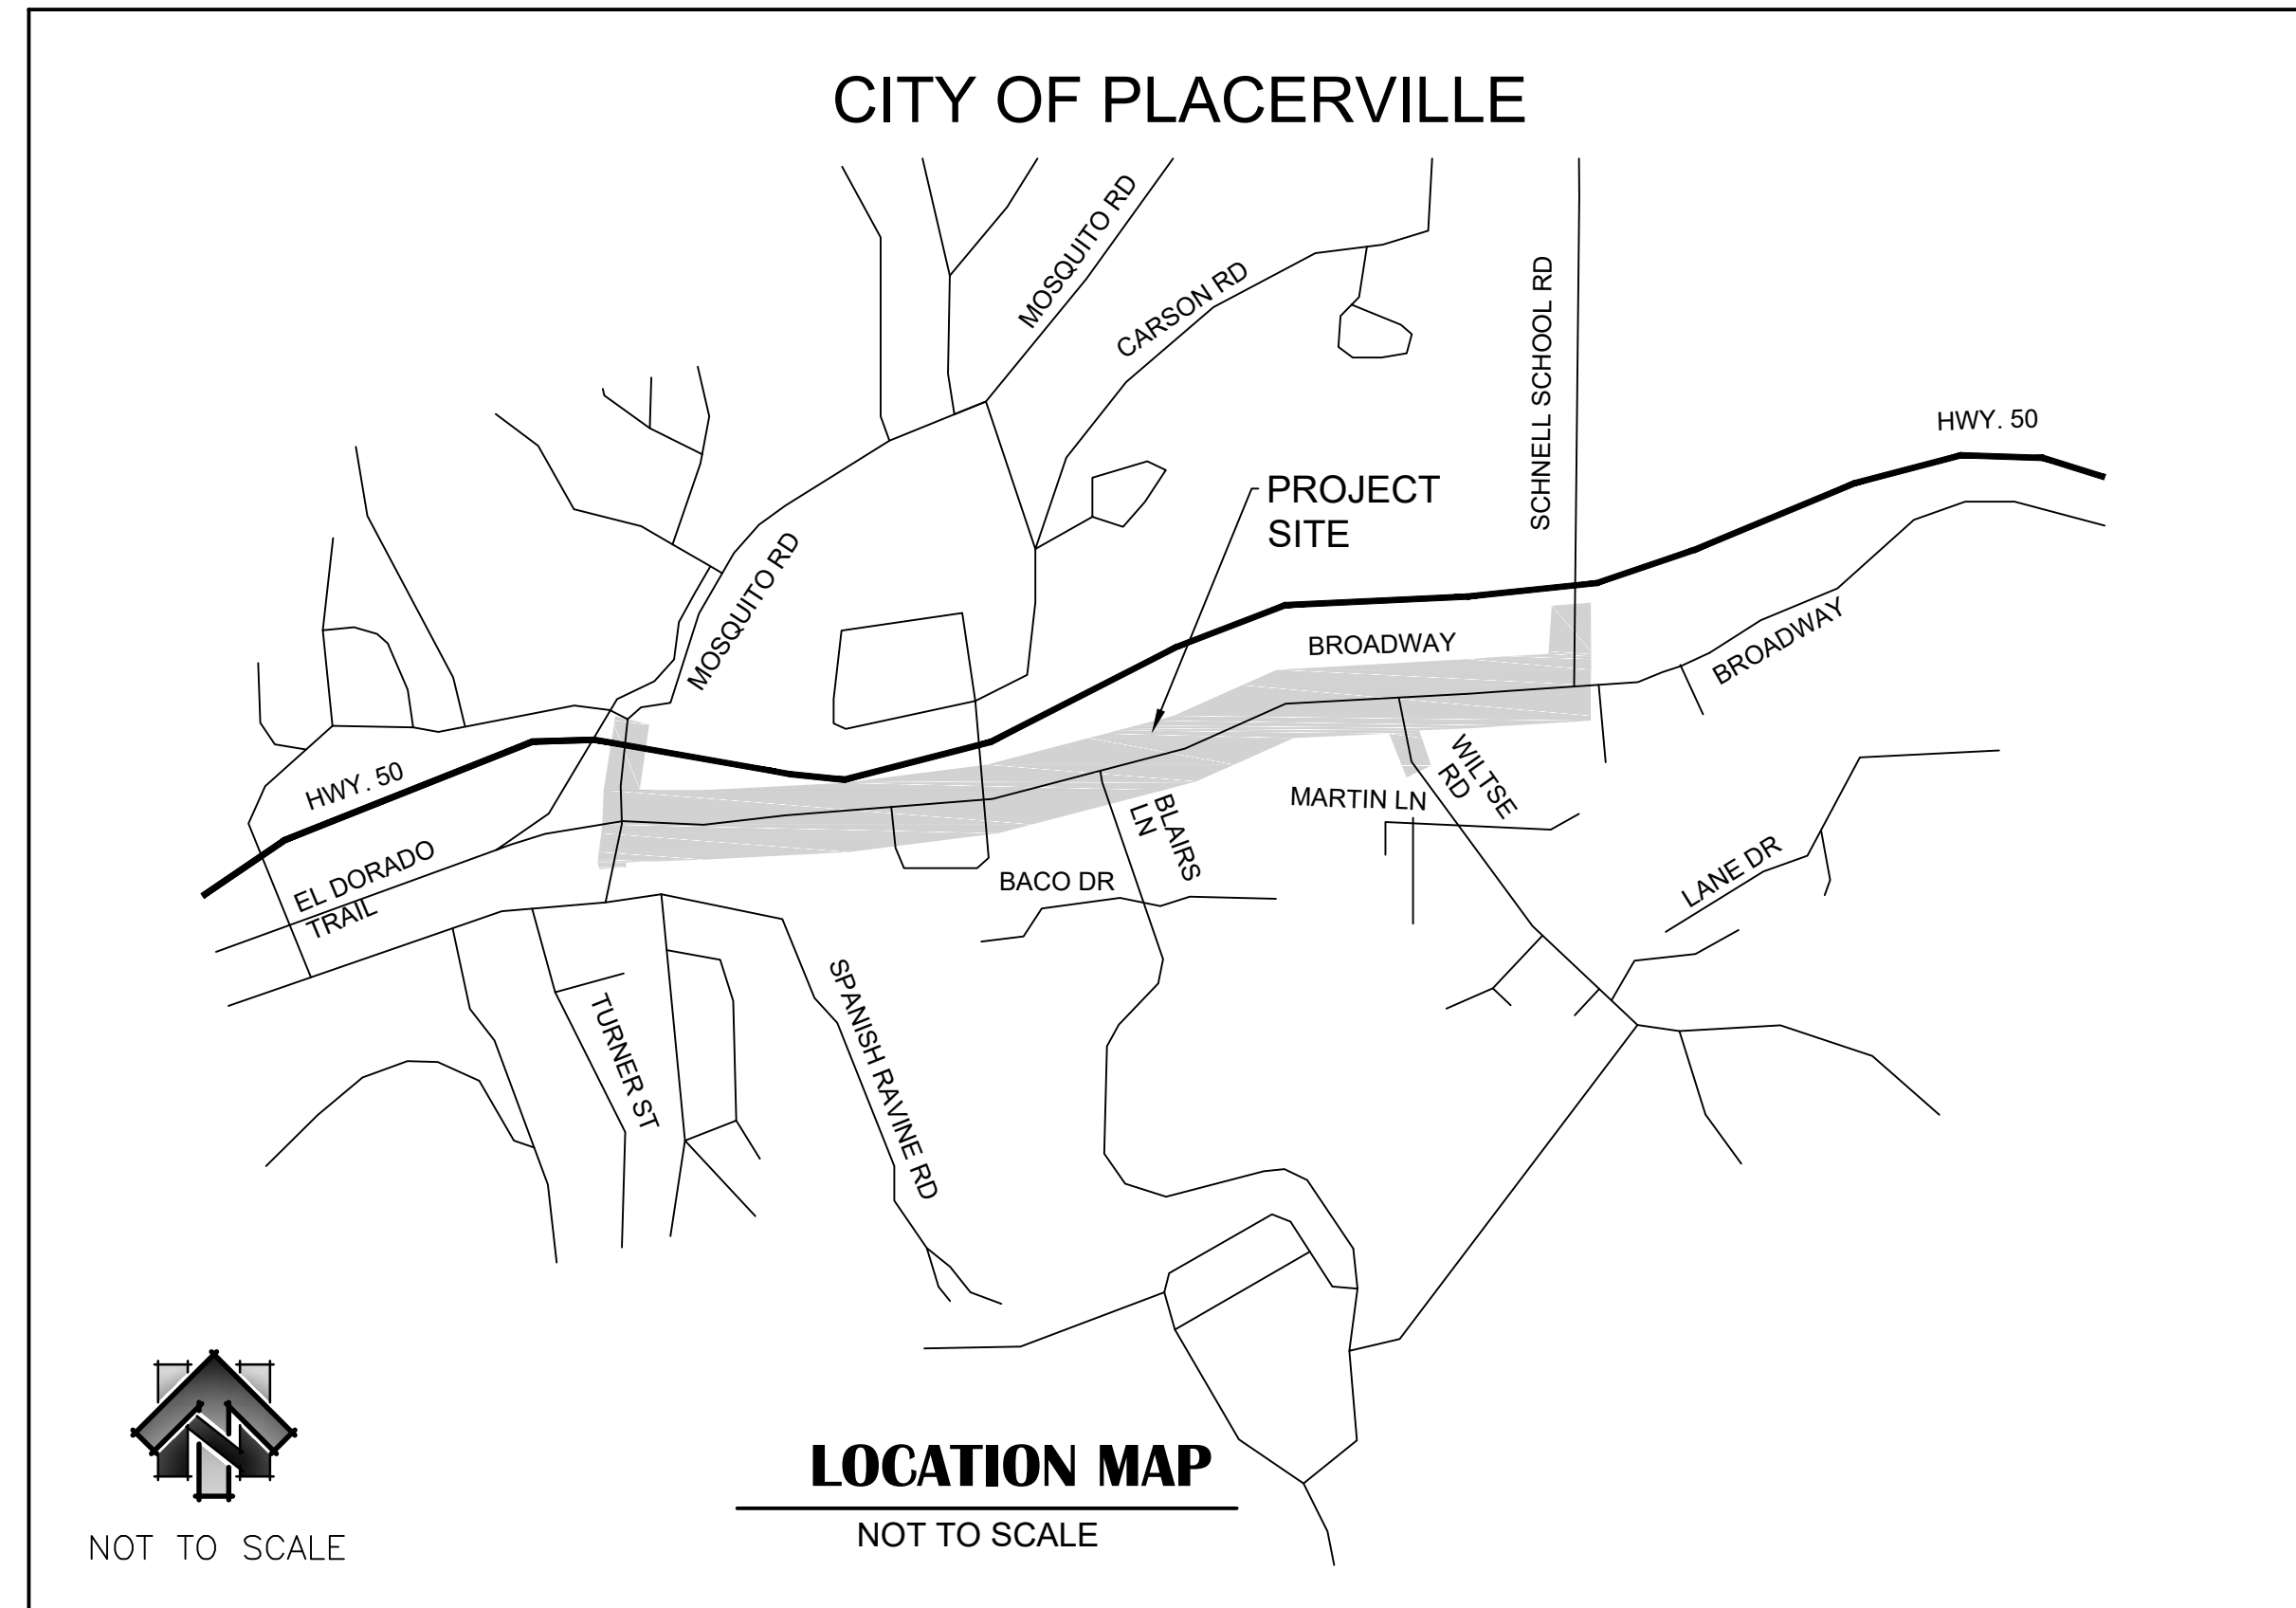 CITY OF PLACERVILLE
MOSQUITO RD
CARSON RD
SCHNELL SCHOOL RD
HWY. 50
PROJECT
SITE
MOSQUITO RD
BROADWAY
BROADWAY
HWY. 50
WILTSE
RD
MARTIN LN
BLAIRS
LN
EL DORADO
TRAIL
BACO DR
LANE DR
SPANISH RAVINE RD
TURNER ST
N
LOCATION MAP
NOT TO SCALE
NOT TO SCALE